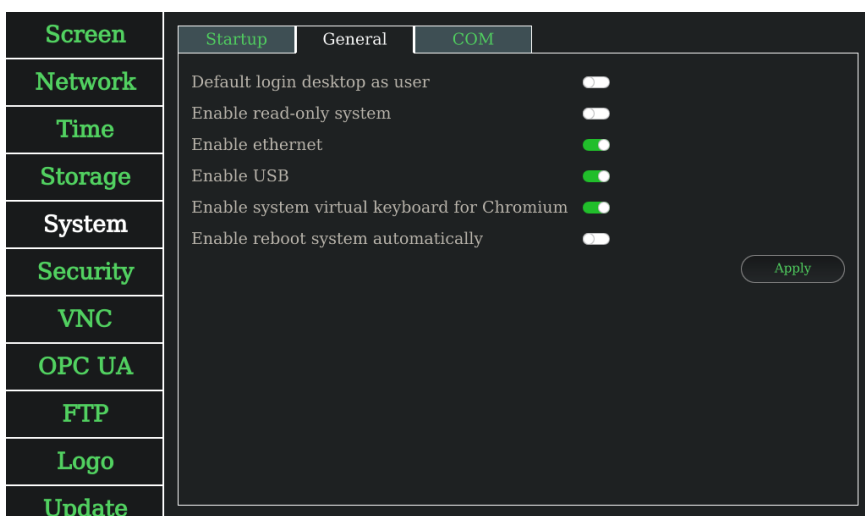 Screen
Network
Time
Storage
System
Security
VNC
OPC UA
FTP
Logo
Update
Startup General COM
Default login desktop as user
Enable read-only system
Enable ethernet
Enable USB
Enable system virtual keyboard for Chromium
Enable reboot system automatically
Apply